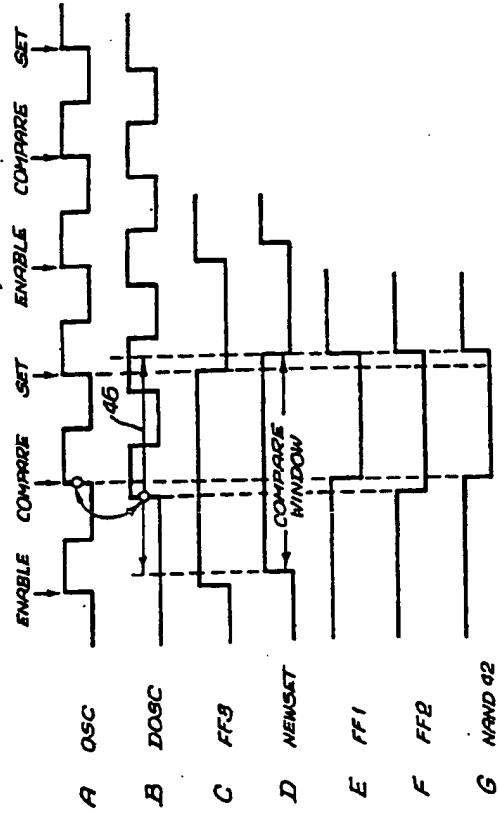 ENABLE COMPARE SET ENABLE COMPARE SET
A OSC
46
B DOSC
C FF3
COMPARE WINDOW
D NEWSET
E FF1
F FF2
G NAND 42